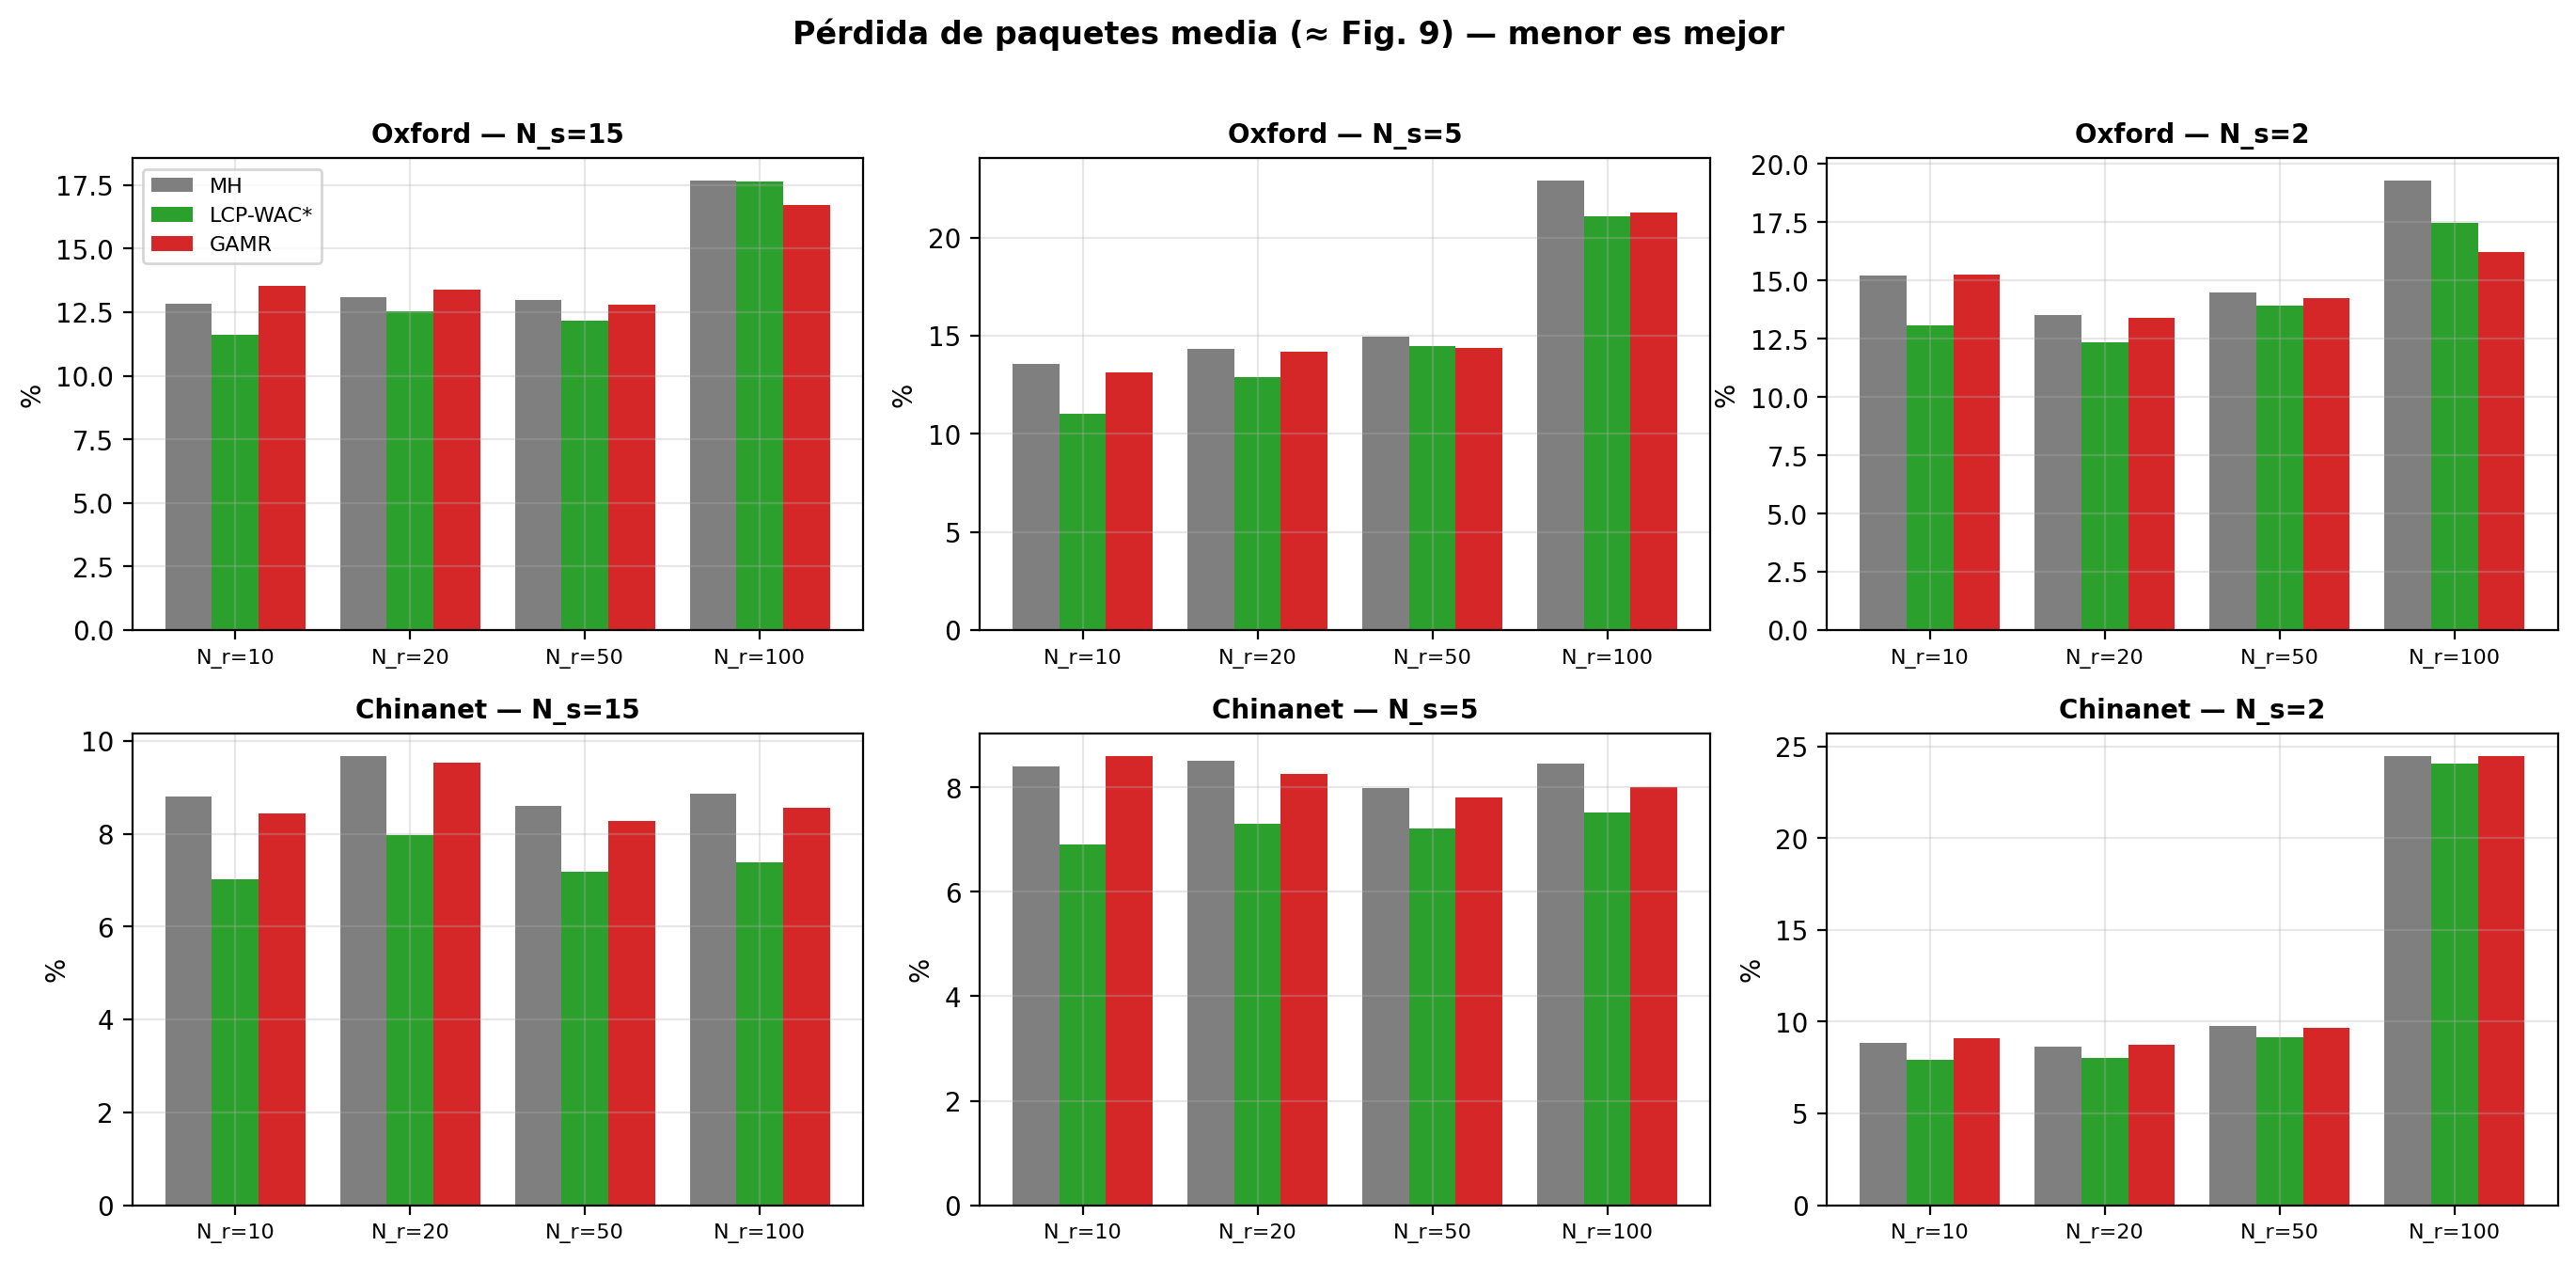 Pérdida de paquetes media (≈ Fig. 9) — menor es mejor
Oxford — N_s=15
%
17.5
15.0
12.5
10.0
7.5
5.0
2.5
0.0
MH
LCP-WAC*
GAMR
N_r=10 N_r=20 N_r=50 N_r=100
Oxford — N_s=5
%
20
15
10
5
0
N_r=10 N_r=20 N_r=50 N_r=100
Oxford — N_s=2
%
20.0
17.5
15.0
12.5
10.0
7.5
5.0
2.5
0.0
N_r=10 N_r=20 N_r=50 N_r=100
Chinanet — N_s=15
%
10
8
6
4
2
0
N_r=10 N_r=20 N_r=50 N_r=100
Chinanet — N_s=5
%
8
6
4
2
0
N_r=10 N_r=20 N_r=50 N_r=100
Chinanet — N_s=2
%
25
20
15
10
5
0
N_r=10 N_r=20 N_r=50 N_r=100